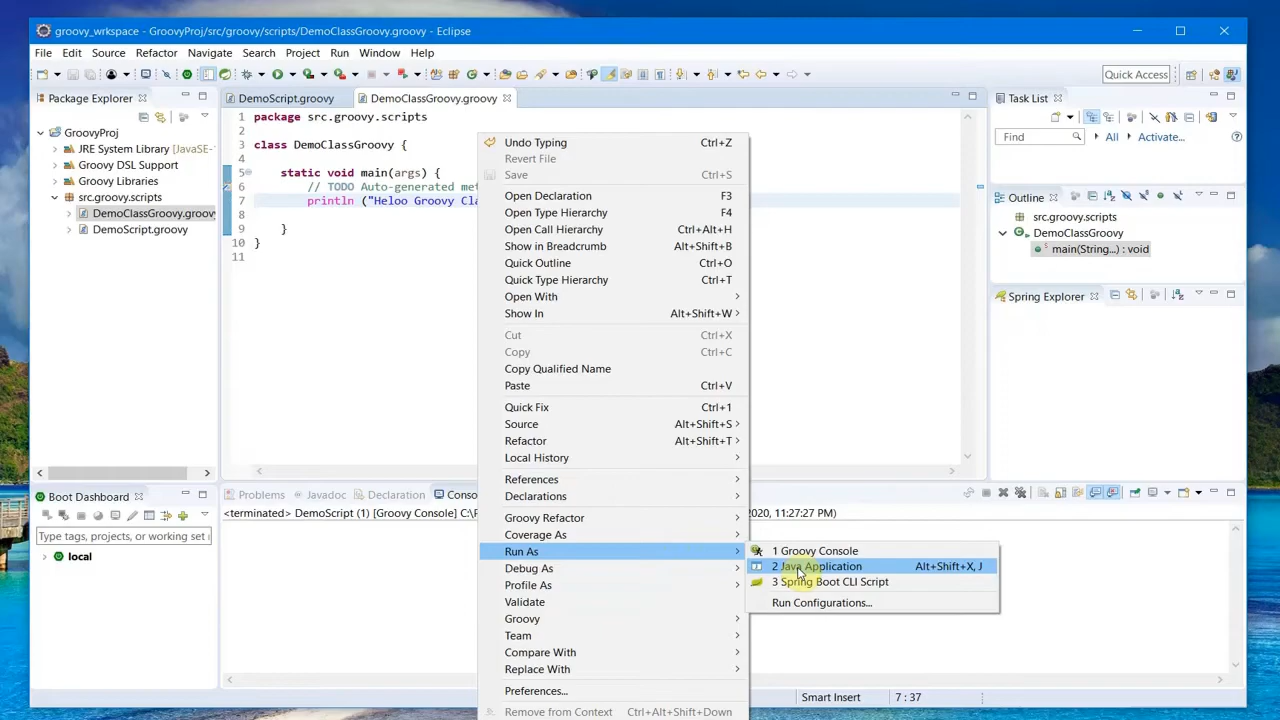 groovy_wrkspace - GroovyProj/src/groovy/scripts/DemoClassGroovy.groovy - Eclipse
File Edit Source Refactor Navigate Search Project Run Window Help
Quick Access
Package Explorer
GroovyProj
JRE System Library [JavaSE-
Groovy DSL Support
Groovy Libraries
src.groovy.scripts
DemoClassGroovy.groovy
DemoScript.groovy
DemoScript.groovy DemoClassGroovy.groovy
1 package src.groovy.scripts
2
3 class DemoClassGroovy {
4
5 static void main(args) {
6 // TODO Auto-generated met
7 println ("Heloo Groovy Cla
8
9 }
10 }
11
Undo Typing Ctrl+Z
Revert File
Save Ctrl+S
Open Declaration F3
Open Type Hierarchy F4
Open Call Hierarchy Ctrl+Alt+H
Show in Breadcrumb Alt+Shift+B
Quick Outline Ctrl+O
Quick Type Hierarchy Ctrl+T
Open With
Show In Alt+Shift+W
Cut Ctrl+X
Copy Ctrl+C
Copy Qualified Name
Paste Ctrl+V
Quick Fix Ctrl+1
Source Alt+Shift+S
Refactor Alt+Shift+T
Local History
References
Declarations
Groovy Refactor
Coverage As
Run As
Debug As
Profile As
Validate
Groovy
Team
Compare With
Replace With
Preferences...
Remove from Context Ctrl+Alt+Shift+Down
1 Groovy Console
2 Java Application Alt+Shift+X, J
3 Spring Boot CLI Script
Run Configurations...
Task List
Find All Activate...
Outline
src.groovy.scripts
DemoClassGroovy
main(String...) : void
Spring Explorer
Boot Dashboard
Type tags, projects, or working set
local
Problems Javadoc Declaration Conso
<terminated> DemoScript (1) [Groovy Console] C:\P 2020, 11:27:27 PM)
Smart Insert 7 : 37